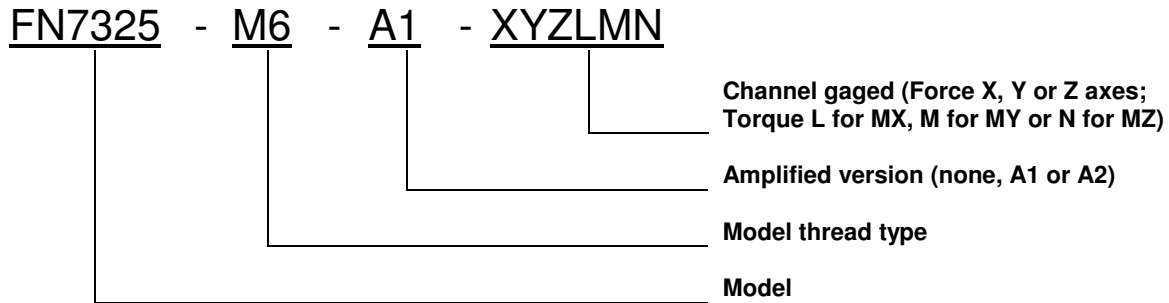 FN7325 - M6 - A1 - XYZLMN
Channel gaged (Force X, Y or Z axes;
Torque L for MX, M for MY or N for MZ)
Amplified version (none, A1 or A2)
Model thread type
Model